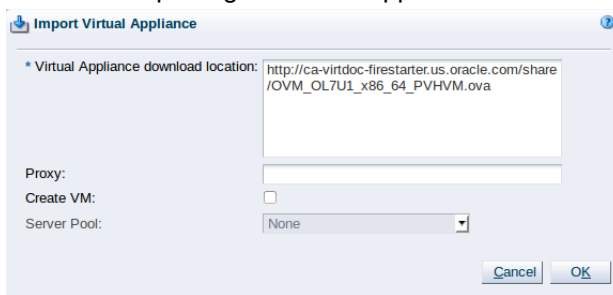 Import Virtual Appliance
* Virtual Appliance download location:
http://ca-virtdoc-firestarter.us.oracle.com/share
/OVM_OL7U1_x86_64_PVHVM.ova
Proxy:
Create VM:
Server Pool: None
Cancel OK